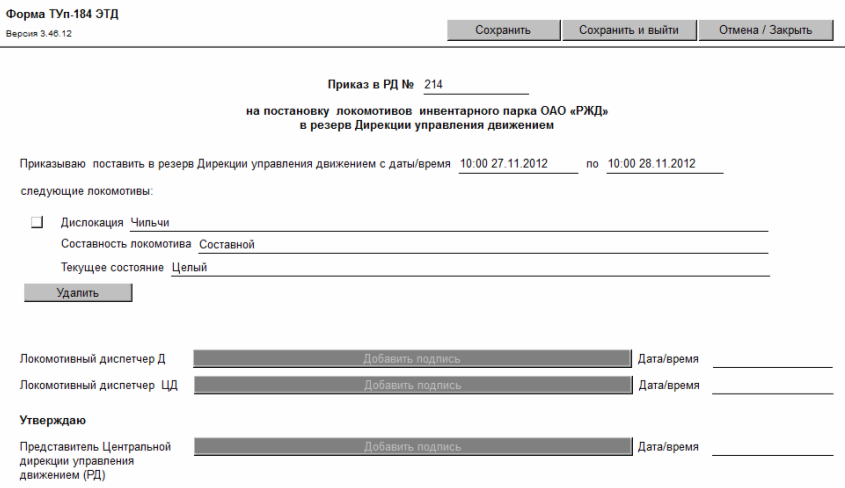 Форма ТУп-184 ЭТД
Версия 3.46.12
Сохранить Сохранить и выйти Отмена / Закрыть
Приказ в РД № 214
на постановку локомотивов инвентарного парка ОАО «РЖД»
в резерв Дирекции управления движением
Приказываю поставить в резерв Дирекции управления движением с даты/время 10:00 27.11.2012 по 10:00 28.11.2012
следующие локомотивы:
Дислокация Чильчи
Составность локомотива Составной
Текущее состояние Целый
Удалить
Локомотивный диспетчер Д Добавить подпись Дата/время
Локомотивный диспетчер ЦД Добавить подпись Дата/время
Утверждаю
Представитель Центральной Добавить подпись Дата/время
дирекции управления
движением (РД)